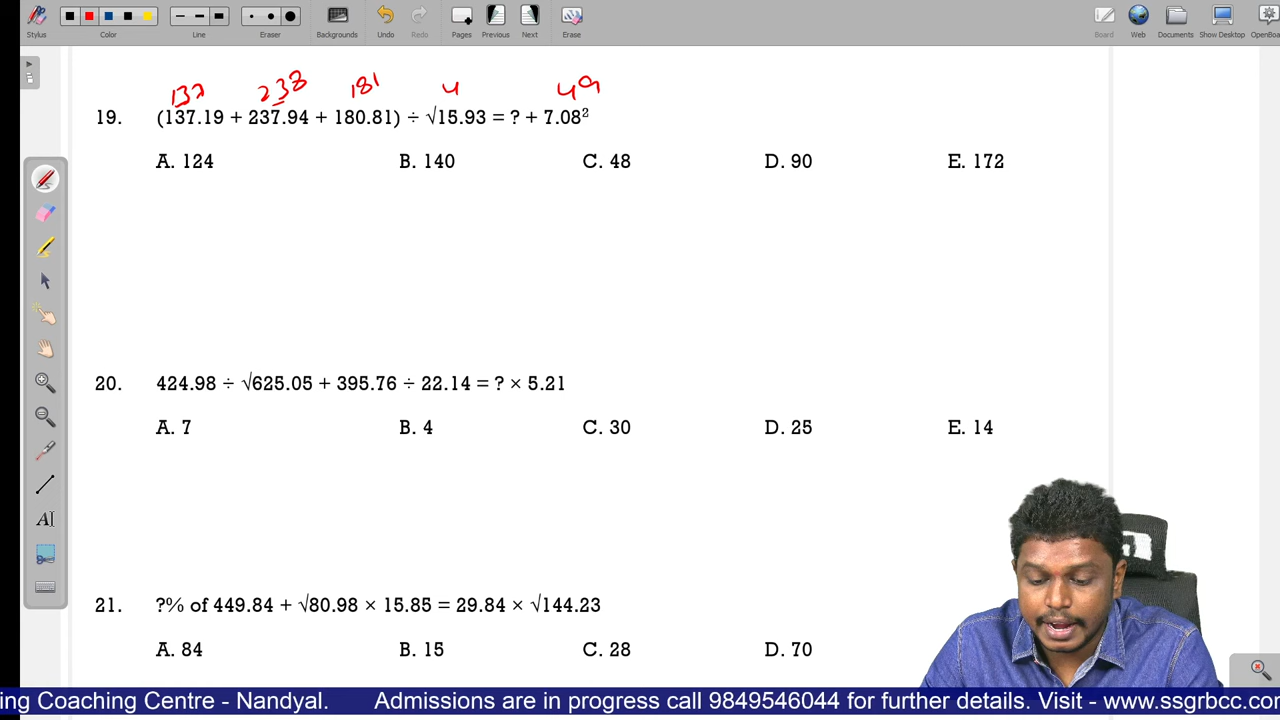 Stylus Color Line Eraser Backgrounds Undo Redo Pages Previous Next Erase Board Web Documents Show Desktop OpenBoa
137 238 181 4 49
19. (137.19 + 237.94 + 180.81) ÷ √15.93 = ? + 7.08²
A. 124 B. 140 C. 48 D. 90 E. 172
20. 424.98 ÷ √625.05 + 395.76 ÷ 22.14 = ? × 5.21
A. 7 B. 4 C. 30 D. 25 E. 14
21. ?% of 449.84 + √80.98 × 15.85 = 29.84 × √144.23
A. 84 B. 15 C. 28 D. 70
ing Coaching Centre - Nandyal. Admissions are in progress call 9849546044 for further details. Visit - www.ssgrbcc.com